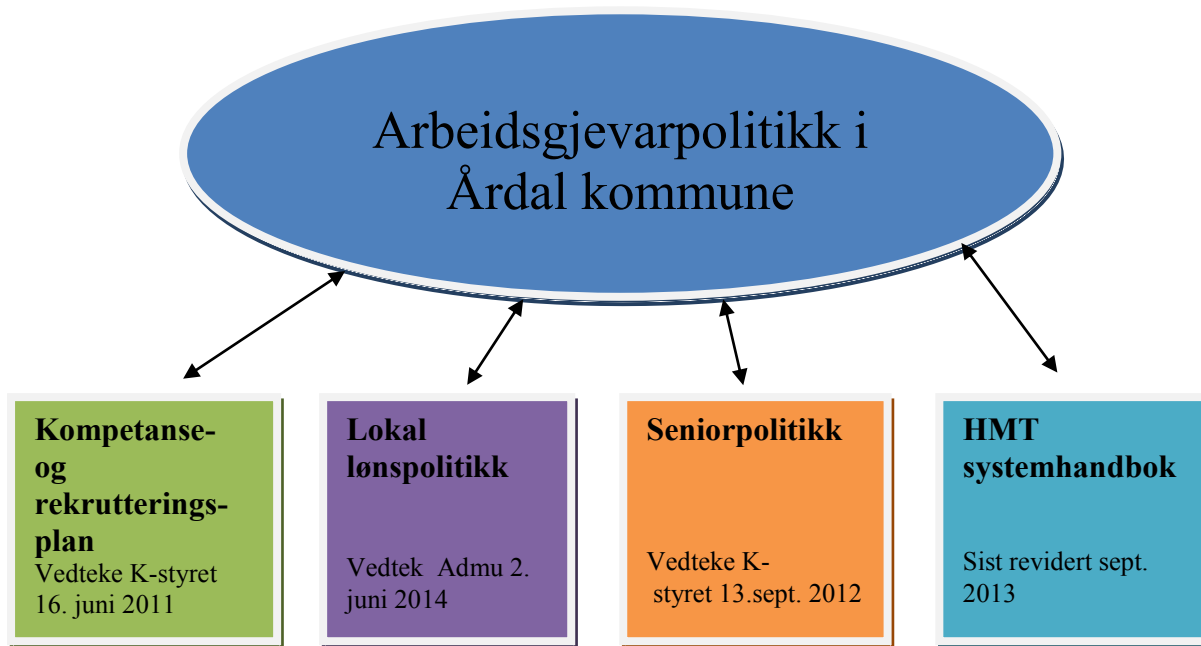 Arbeidsgjevarpolitikk i
Årdal kommune
Kompetanse-
og
rekrutterings-
plan
Vedteke K-styret
16. juni 2011
Lokal
lønspolitikk
Vedtek  Admu 2.
juni 2014
Seniorpolitikk
Vedteke K-
styret 13.sept. 2012
HMT
systemhandbok
Sist revidert sept.
2013